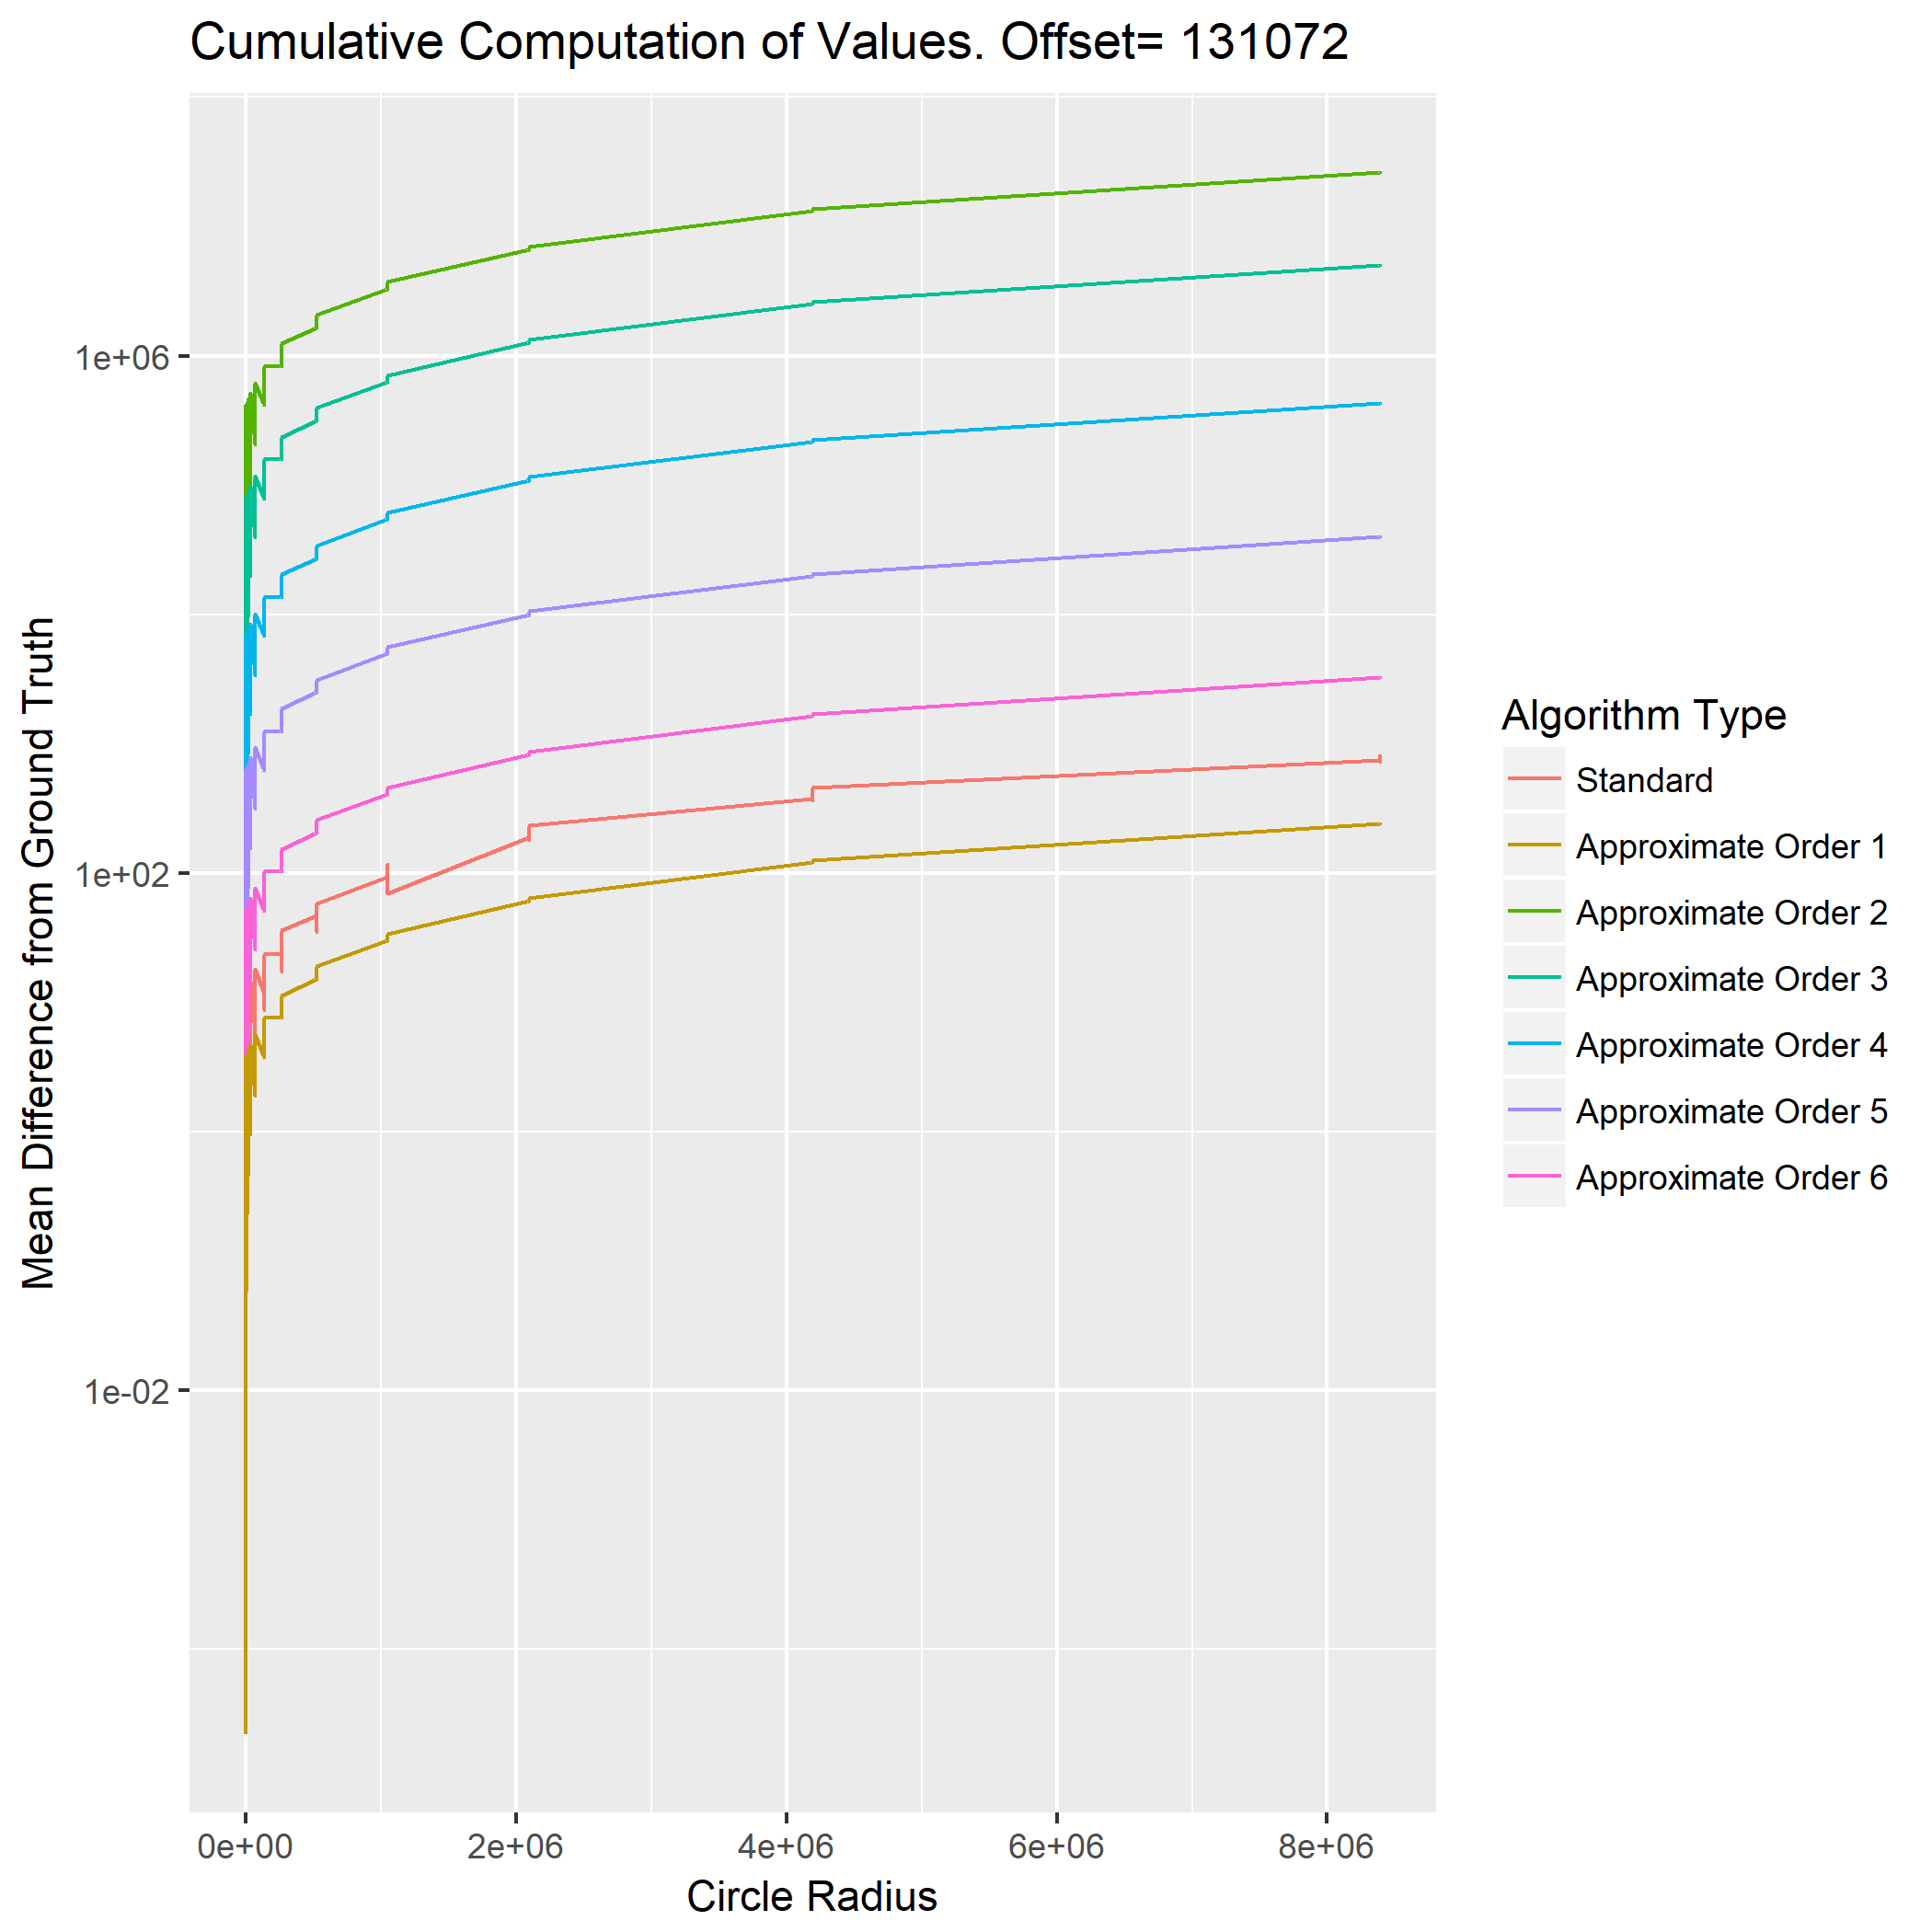 Cumulative Computation of Values. Offset= 131072
Mean Difference from Ground Truth
1e+06
1e+02
1e-02
0e+00
2e+06
4e+06
6e+06
8e+06
Circle Radius
Algorithm Type
Standard
Approximate Order 1
Approximate Order 2
Approximate Order 3
Approximate Order 4
Approximate Order 5
Approximate Order 6